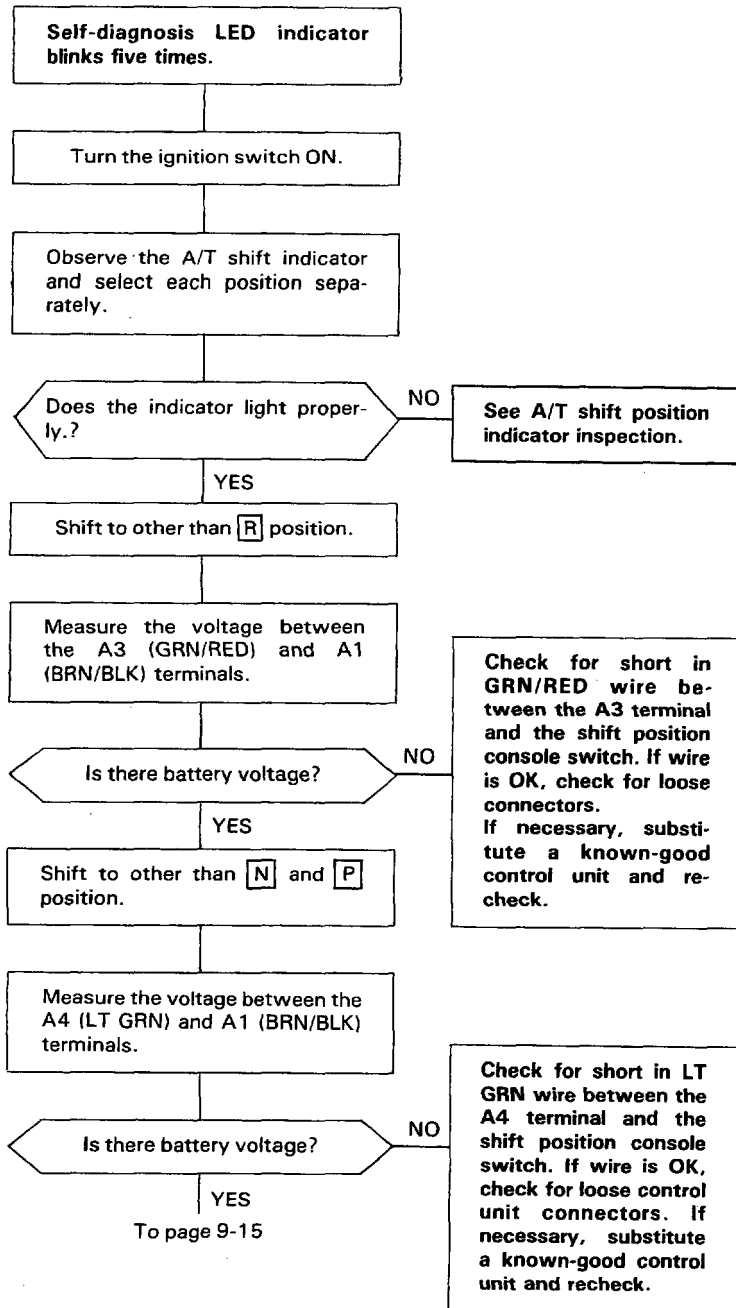 Self-diagnosis LED indicator
blinks five times.
Turn the ignition switch ON.
Observe the A/T shift indicator
and select each position sepa-
rately.
Does the indicator light proper-
ly.?
NO
See A/T shift position
indicator inspection.
YES
Shift to other than R position.
Measure the voltage between
the A3 (GRN/RED) and A1
(BRN/BLK) terminals.
Is there battery voltage?
NO
Check for short in
GRN/RED wire be-
tween the A3 terminal
and the shift position
console switch. If wire
is OK, check for loose
connectors.
If necessary, substi-
tute a known-good
control unit and re-
check.
YES
Shift to other than N and P
position.
Measure the voltage between the
A4 (LT GRN) and A1 (BRN/BLK)
terminals.
Is there battery voltage?
NO
Check for short in LT
GRN wire between the
A4 terminal and the
shift position console
switch. If wire is OK,
check for loose control
unit connectors. If
necessary, substitute
a known-good control
unit and recheck.
YES
To page 9-15